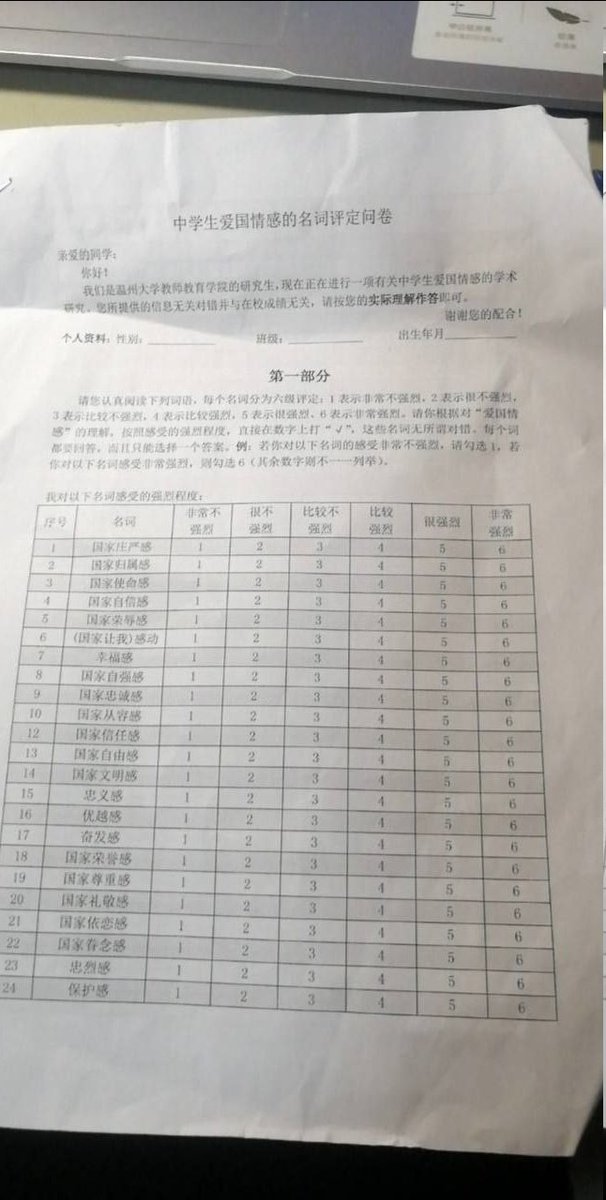 中学生爱国情感的名词评定问卷
亲爱的同学:
你好!
我们是温州大学教师教育学院的研究生,现在正在进行一项有关中学生爱国情感的学术
研究。您所提供的信息无关对错并与在校成绩无关,请按您的实际理解作答即可。
谢谢您的配合!
个人资料:性别:________ 班级:________ 出生年月________
第一部分
请您认真阅读下列词语,每个名词分为六级评定:1表示非常不强烈,2表示很不强烈,
3表示比较不强烈,4表示比较强烈,5表示很强烈,6表示非常强烈。请你根据对“爱国情
感”的理解,按照感受的强烈程度,直接在数字上打“√”,这些名词无所谓对错。每个词
都要回答,而且只能选择一个答案。例:若你对以下名词的感受非常不强烈,请勾选1,若
你对以下名词感受非常强烈,则勾选6(其余数字则不一一列举)。
我对以下名词感受的强烈程度:
序号 名词 非常不强烈 很不强烈 比较不强烈 比较强烈 很强烈 非常强烈
1 国家庄严感 1 2 3 4 5 6
2 国家归属感 1 2 3 4 5 6
3 国家使命感 1 2 3 4 5 6
4 国家自信感 1 2 3 4 5 6
5 国家荣辱感 1 2 3 4 5 6
6 (国家让我)感动 1 2 3 4 5 6
7 幸福感 1 2 3 4 5 6
8 国家自强感 1 2 3 4 5 6
9 国家忠诚感 1 2 3 4 5 6
10 国家从容感 1 2 3 4 5 6
12 国家信任感 1 2 3 4 5 6
13 国家自由感 1 2 3 4 5 6
14 国家文明感 1 2 3 4 5 6
15 忠义感 1 2 3 4 5 6
16 优越感 1 2 3 4 5 6
17 奋发感 1 2 3 4 5 6
18 国家荣誉感 1 2 3 4 5 6
19 国家尊重感 1 2 3 4 5 6
20 国家礼敬感 1 2 3 4 5 6
21 国家依恋感 1 2 3 4 5 6
22 国家眷念感 1 2 3 4 5 6
23 忠烈感 1 2 3 4 5 6
24 保护感 1 2 3 4 5 6